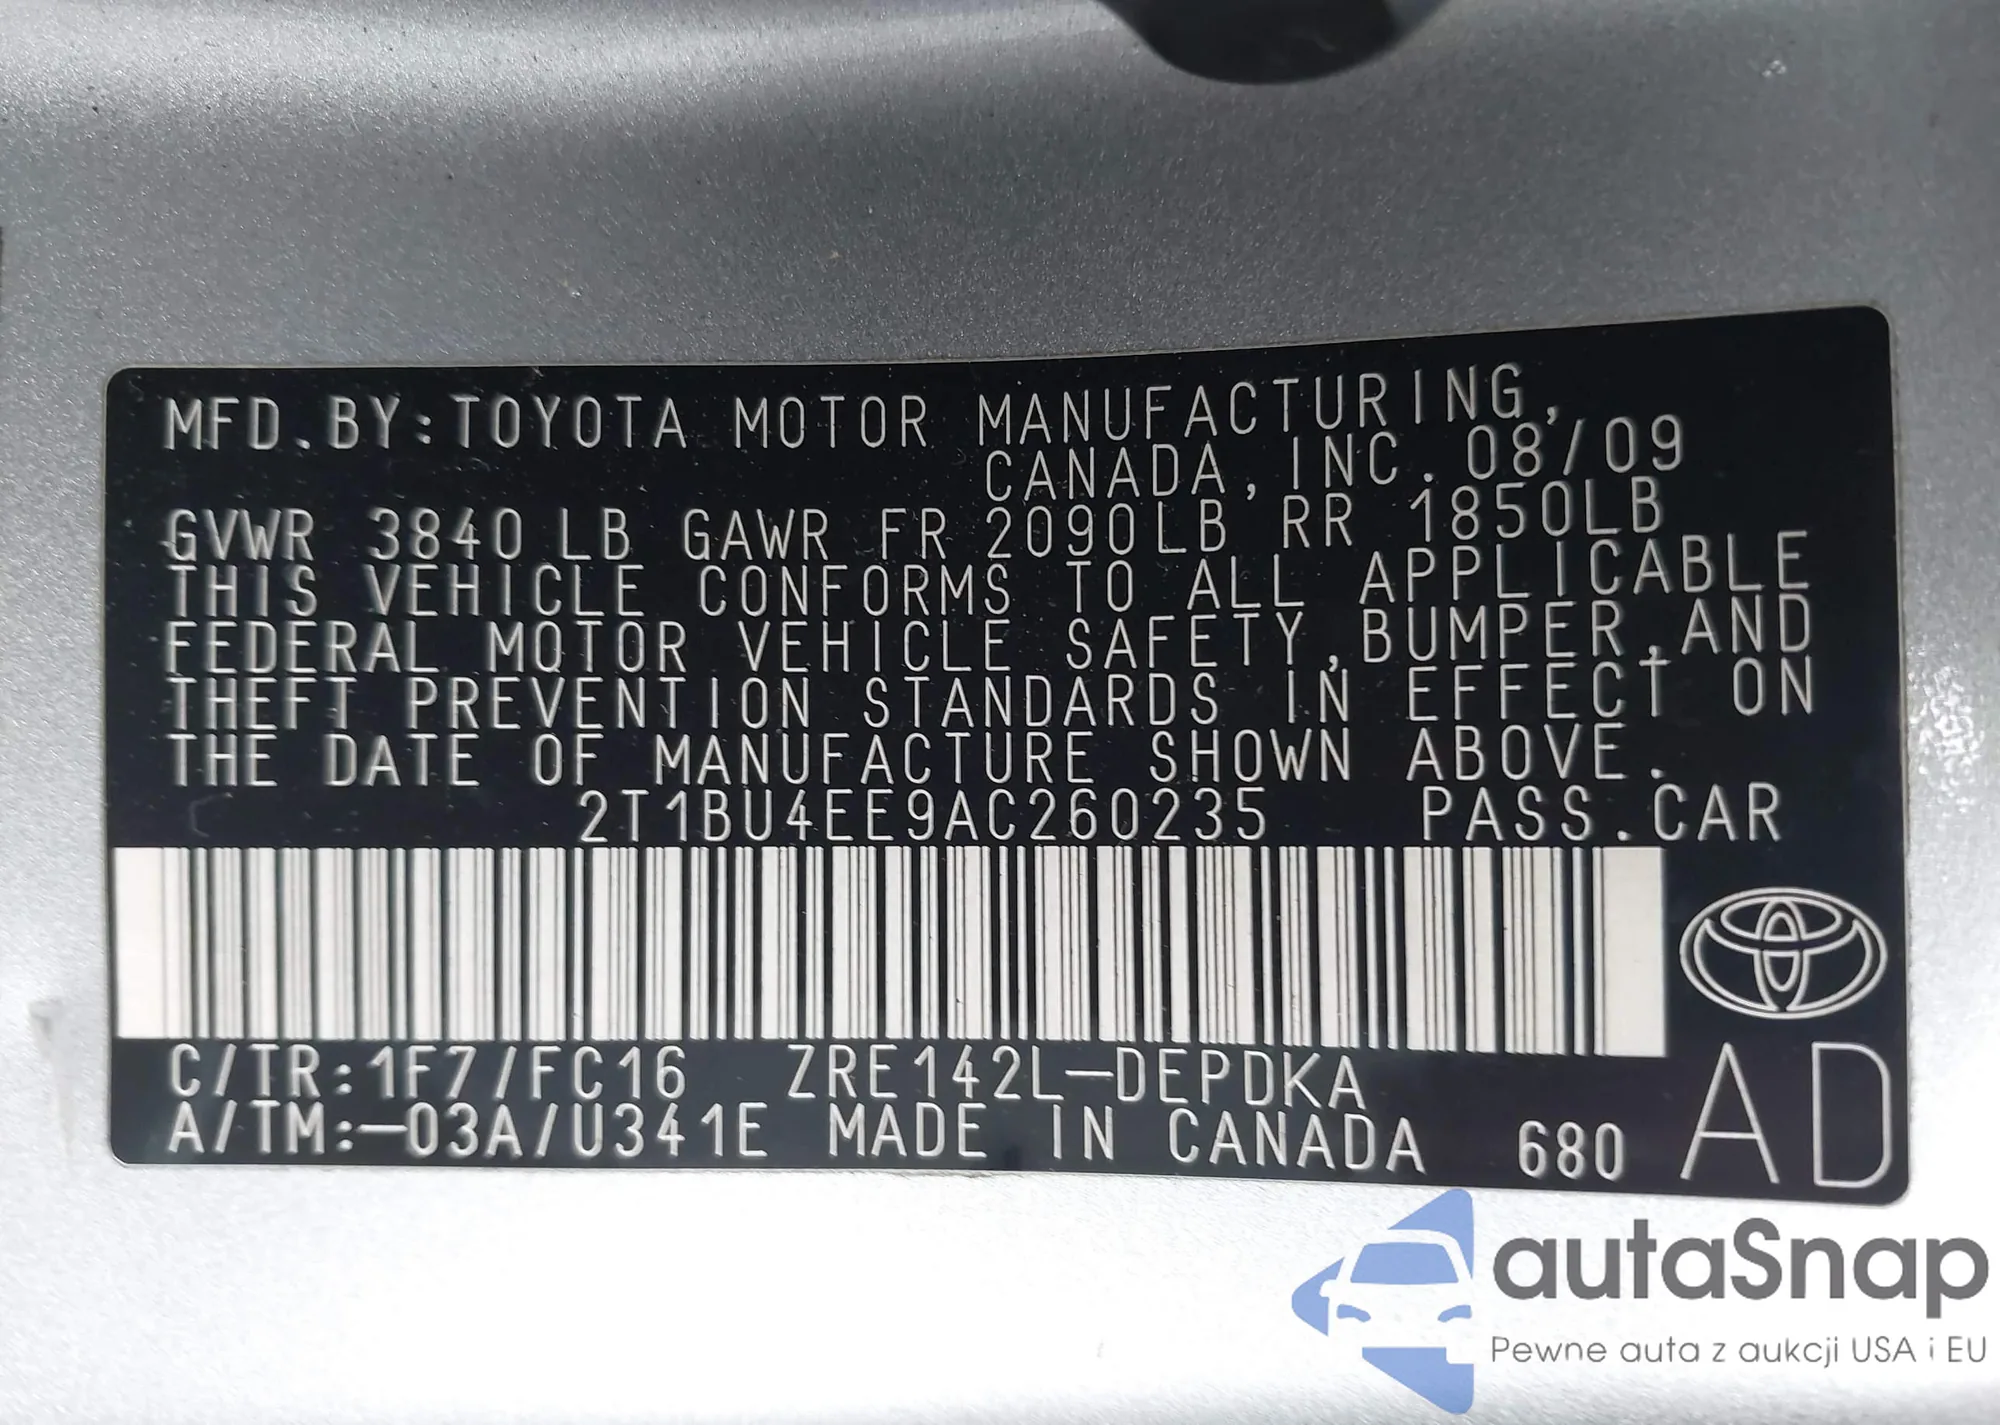 MFD.BY:TOYOTA MOTOR MANUFACTURING,
CANADA,INC. 08/09
GVWR 3840 LB GAWR FR 2090LB RR 1850LB
THIS VEHICLE CONFORMS TO ALL APPLICABLE
FEDERAL MOTOR VEHICLE SAFETY,BUMPER,AND
THEFT PREVENTION STANDARDS IN EFFECT ON
THE DATE OF MANUFACTURE SHOWN ABOVE.
2T1BU4EE9AC260235 PASS.CAR
C/TR:1F7/FC16 ZRE142L-DEPDKA
A/TM:-03A/U341E MADE IN CANADA 680 AD
autaSnap
Pewne auta z aukcji USA i EU